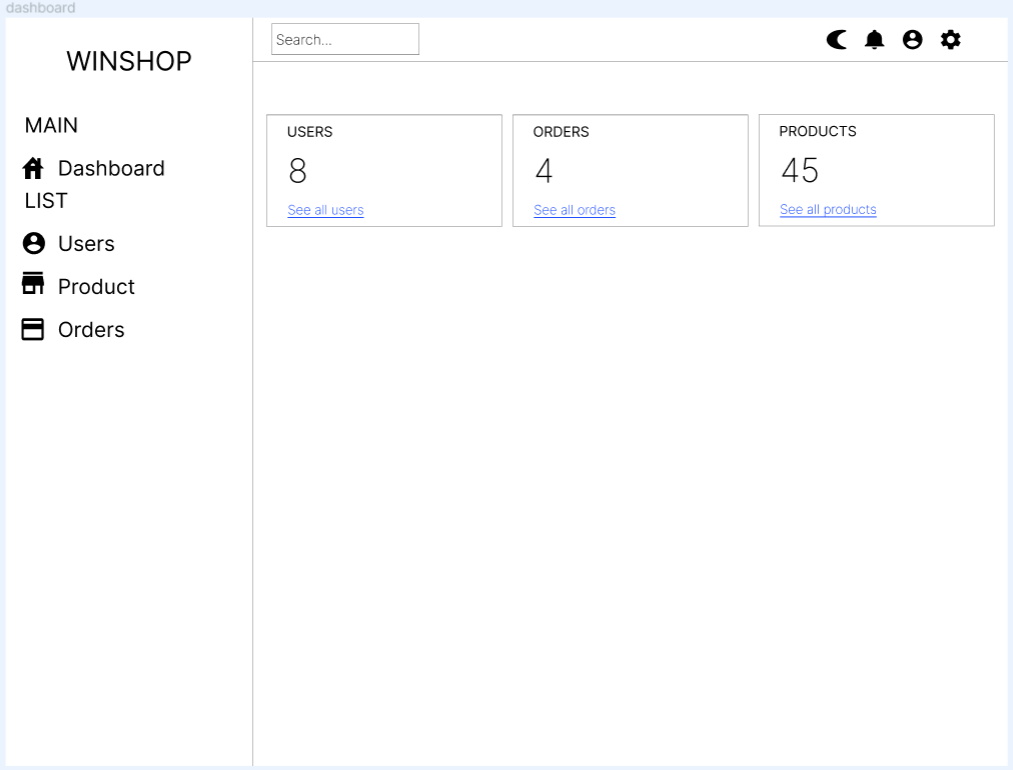 dashboard
WINSHOP
MAIN
Dashboard
LIST
Users
Product
Orders
Search...
USERS
8
See all users
ORDERS
4
See all orders
PRODUCTS
45
See all products